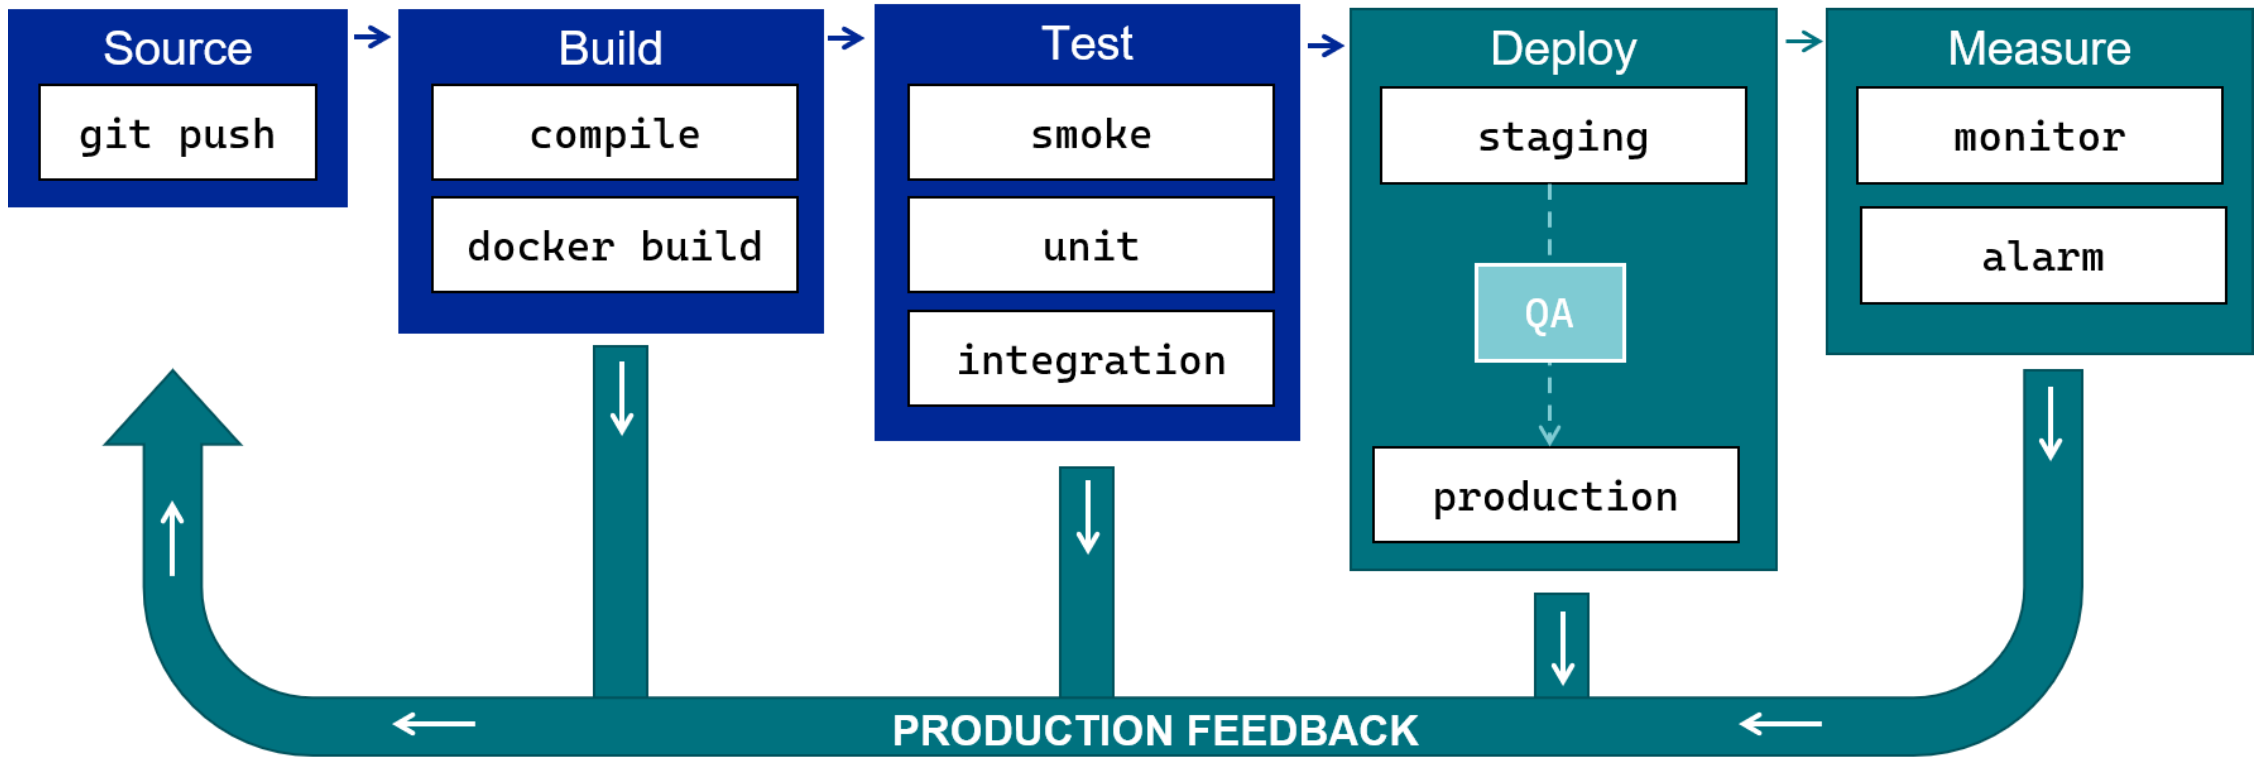 Source
git push
Build
compile
docker build
Test
smoke
unit
integration
Deploy
staging
QA
production
Measure
monitor
alarm
PRODUCTION FEEDBACK